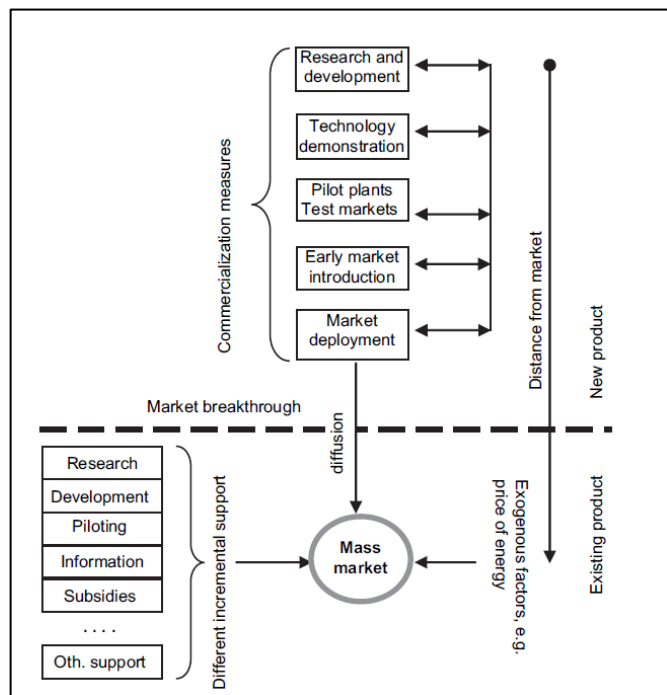 Research and
development
Technology
demonstration
Pilot plants
Test markets
Early market
introduction
Market
deployment
Commercialization measures
Distance from market
New product
Market breakthrough
diffusion
Research
Development
Piloting
Information
Subsidies
. . . .
Oth. support
Different incremental support
Mass
market
Exogenous factors, e.g.
price of energy
Existing product